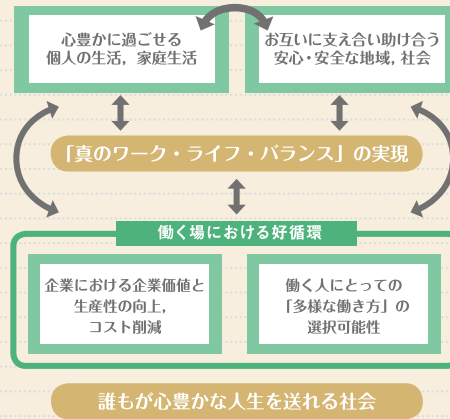 心豊かに過ごせる
個人の生活，家庭生活
お互いに支え合い助け合う
安心・安全な地域，社会
「真のワーク・ライフ・バランス」の実現
働く場における好循環
企業における企業価値と
生産性の向上，
コスト削減
働く人にとっての
「多様な働き方」の
選択可能性
誰もが心豊かな人生を送れる社会